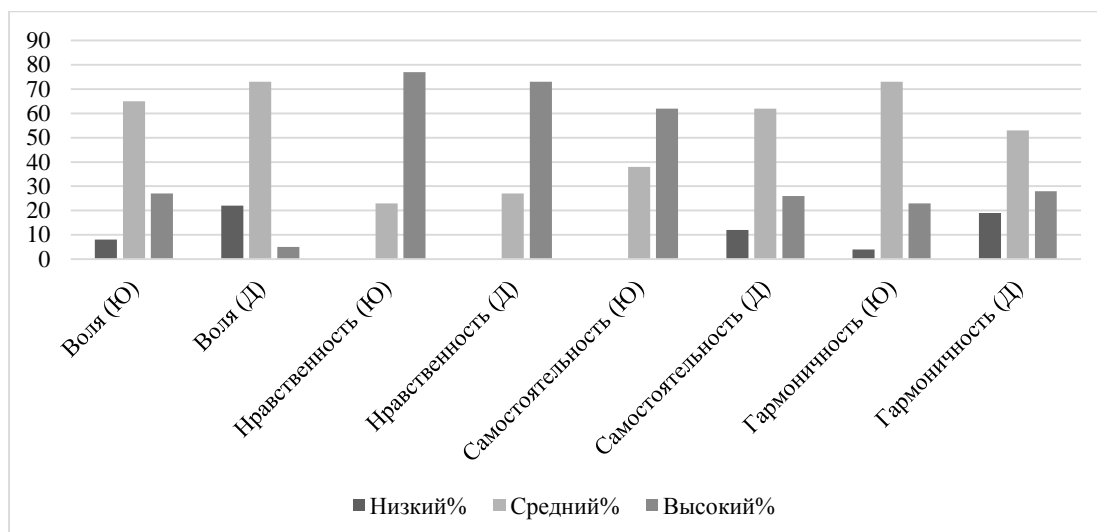 90
80
70
60
50
40
30
20
10
0
Воля (Ю)
Воля (Д)
Нравственность (Ю)
Нравственность (Д)
Самостоятельность (Ю)
Самостоятельность (Д)
Гармоничность (Ю)
Гармоничность (Д)
Низкий% Средний% Высокий%